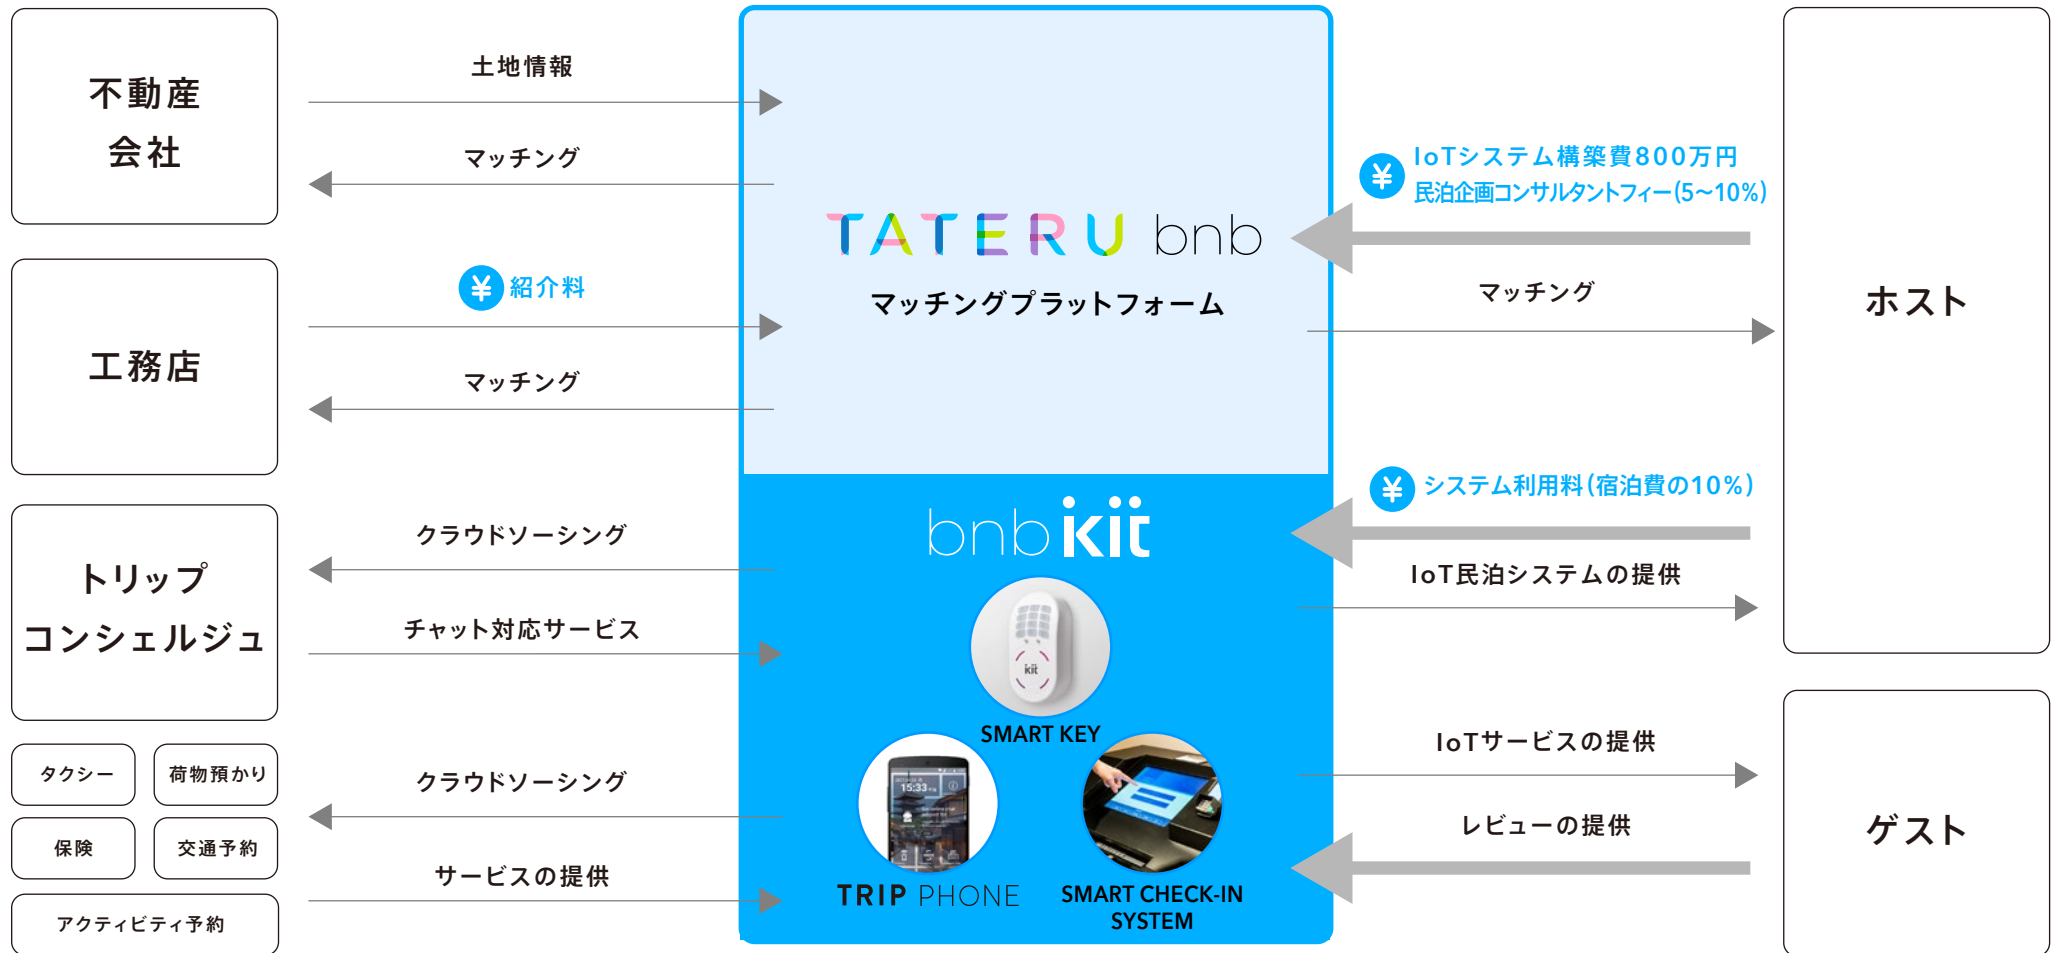 不動産
会社
土地情報
マッチング
工務店
¥ 紹介料
マッチング
トリップ
コンシェルジュ
クラウドソーシング
チャット対応サービス
タクシー
荷物預かり
保険
交通予約
アクティビティ予約
クラウドソーシング
サービスの提供
TATERU bnb
マッチングプラットフォーム
bnb kit
kit
SMART KEY
15:33
TRIP PHONE
SMART CHECK-IN
SYSTEM
¥ IoTシステム構築費800万円
民泊企画コンサルタントフィー(5〜10%)
マッチング
¥ システム利用料(宿泊費の10%)
IoT民泊システムの提供
ホスト
IoTサービスの提供
レビューの提供
ゲスト